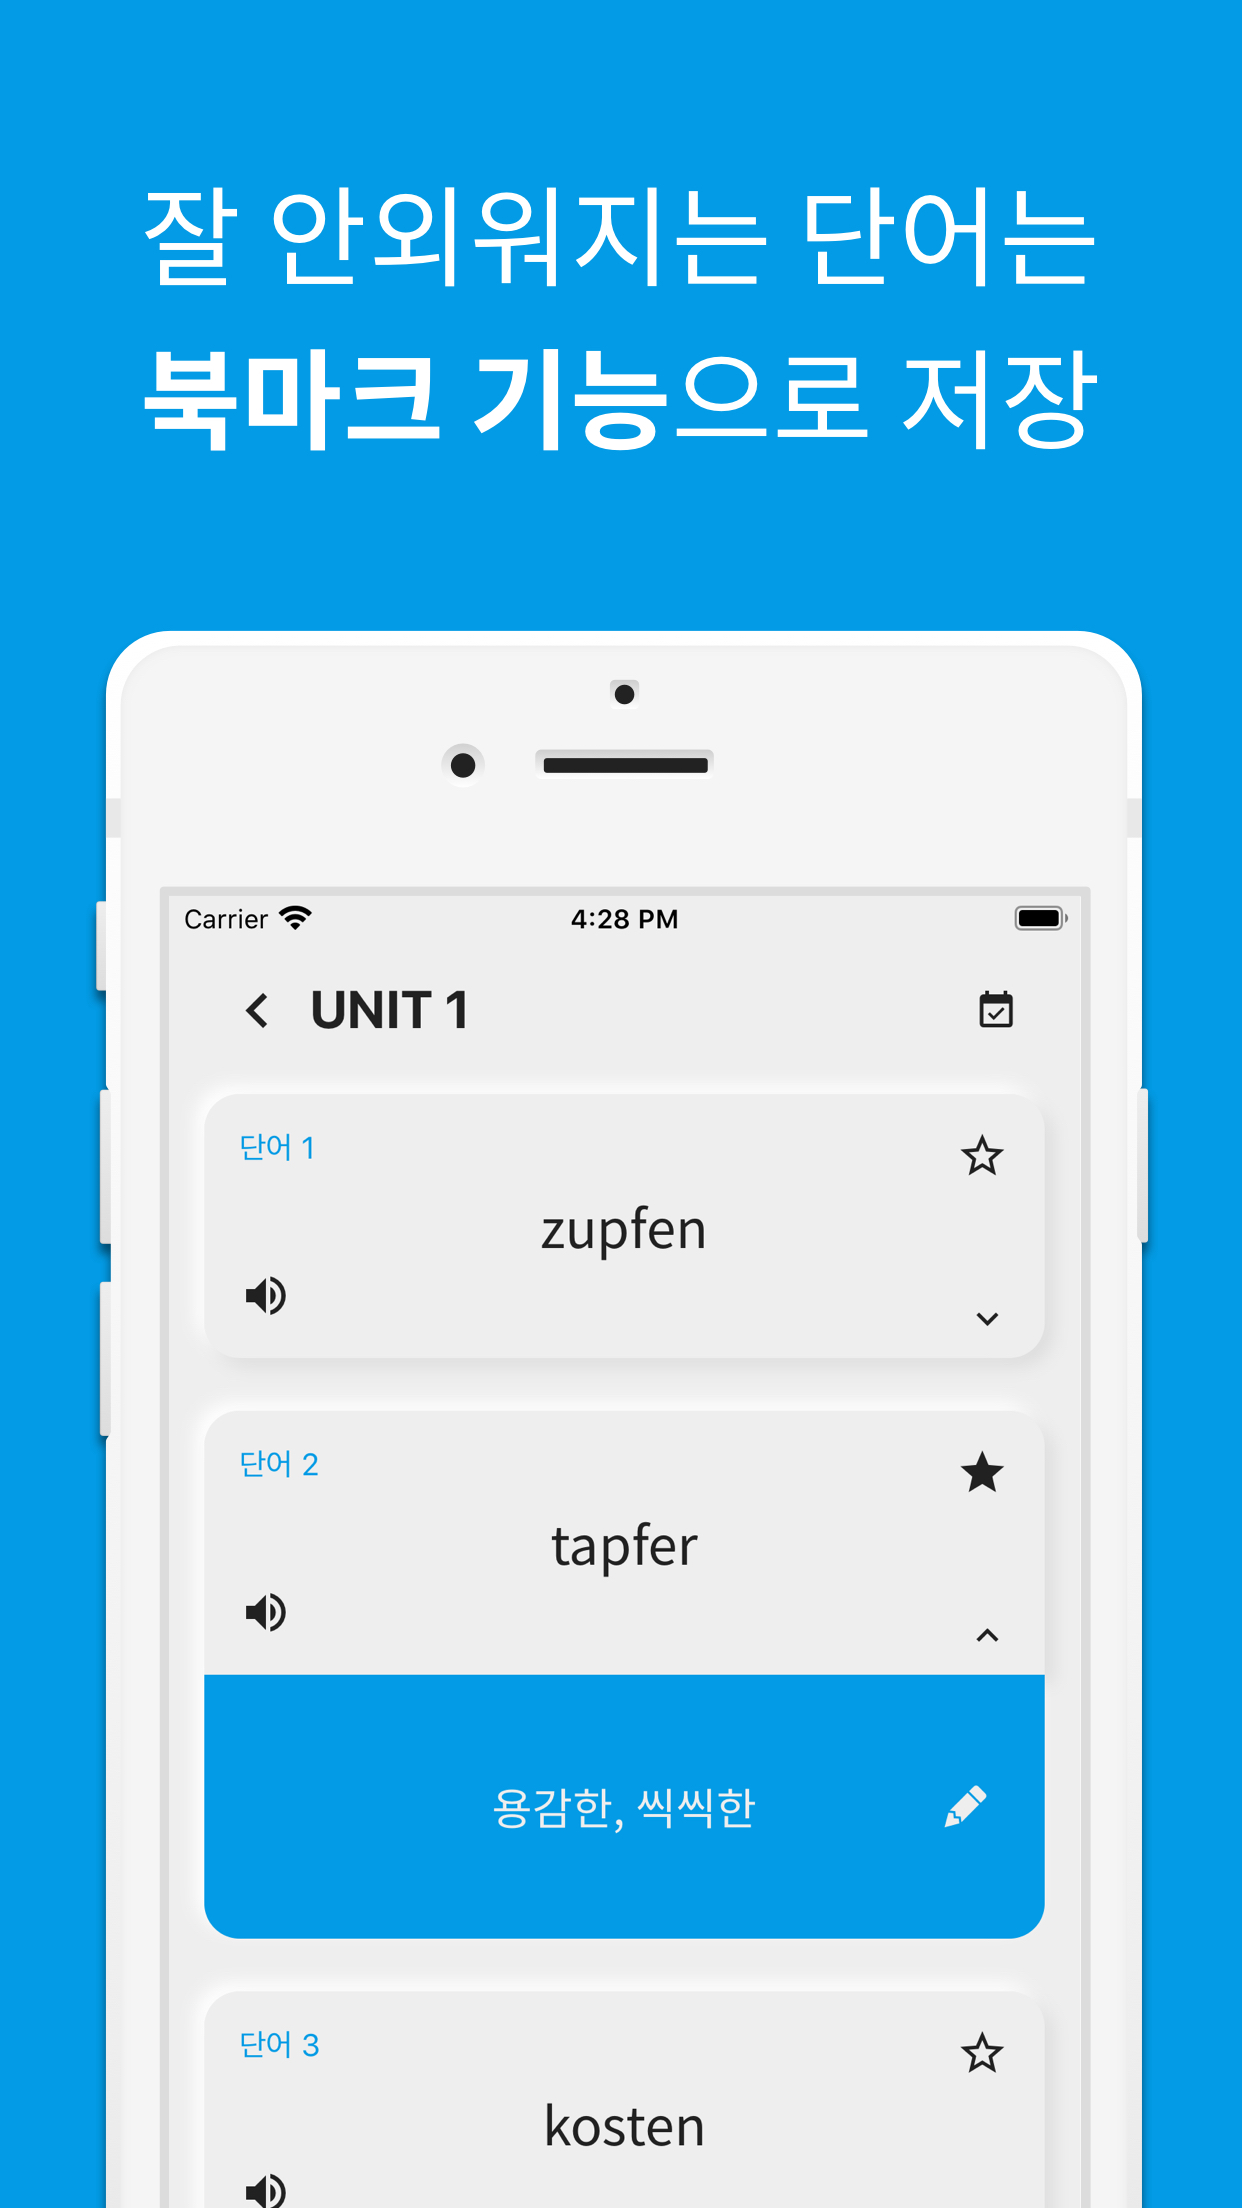 잘 안외워지는 단어는
북마크 기능으로 저장
Carrier 4:28 PM
UNIT 1
단어 1
zupfen
단어 2
tapfer
용감한, 씩씩한
단어 3
kosten